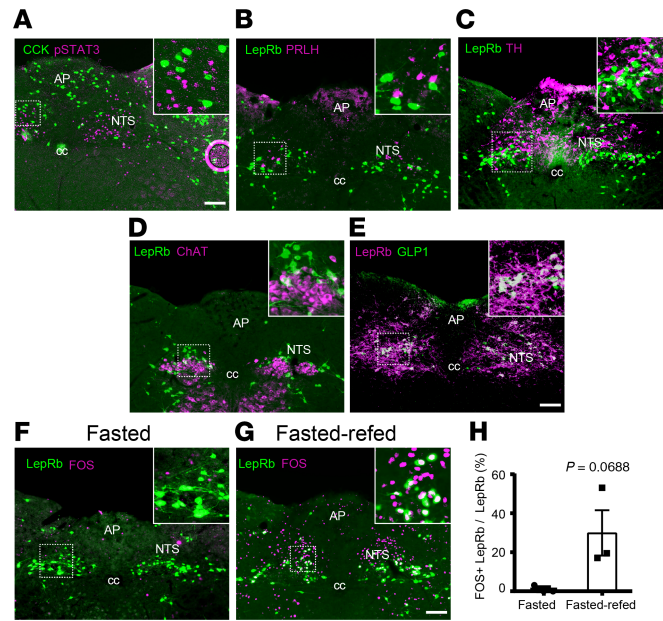 A
CCK pSTAT3
AP
NTS
cc
B
LepRb PRLH
AP
NTS
cc
C
LepRb TH
AP
NTS
cc
D
LepRb ChAT
AP
NTS
cc
E
LepRb GLP1
AP
NTS
cc
F Fasted
LepRb FOS
AP
NTS
cc
G Fasted-refed
LepRb FOS
AP
NTS
cc
H
P = 0.0688
FOS+ LepRb / LepRb (%)
60
40
20
0
Fasted Fasted-refed